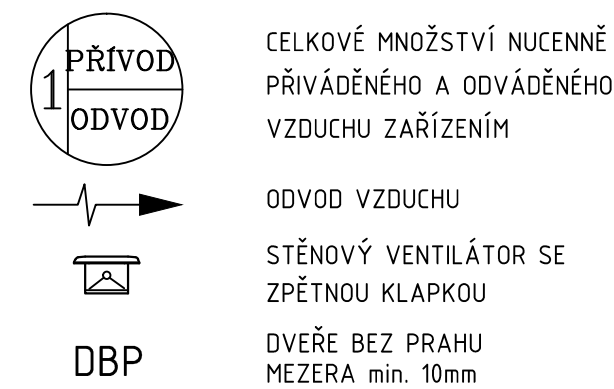 1
PŘÍVOD
ODVOD
CELKOVÉ MNOŽSTVÍ NUCENNĚ
PŘIVÁDĚNÉHO A ODVÁDĚNÉHO
VZDUCHU ZAŘÍZENÍM
ODVOD VZDUCHU
STĚNOVÝ VENTILÁTOR SE
ZPĚTNOU KLAPKOU
DBP
DVEŘE BEZ PRAHU
MEZERA min. 10mm